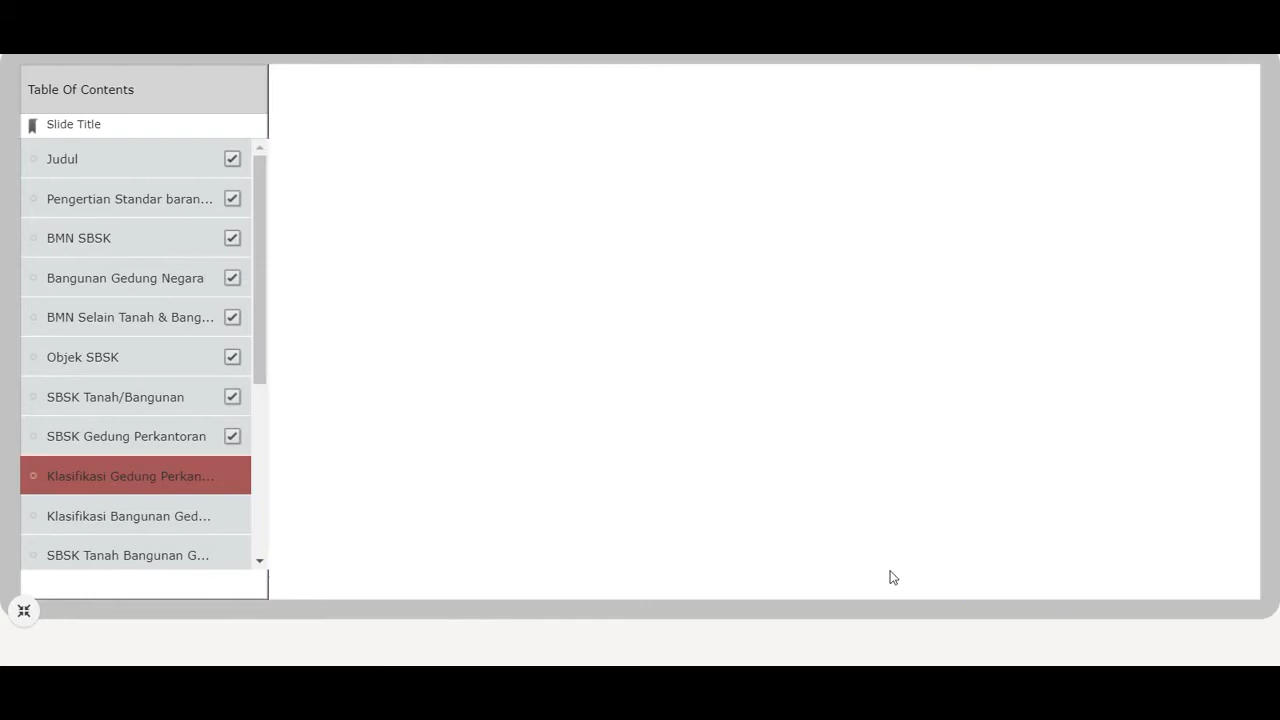 Table Of Contents
Slide Title
Judul
Pengertian Standar baran...
BMN SBSK
Bangunan Gedung Negara
BMN Selain Tanah & Bang...
Objek SBSK
SBSK Tanah/Bangunan
SBSK Gedung Perkantoran
Klasifikasi Gedung Perkan...
Klasifikasi Bangunan Ged...
SBSK Tanah Bangunan G...